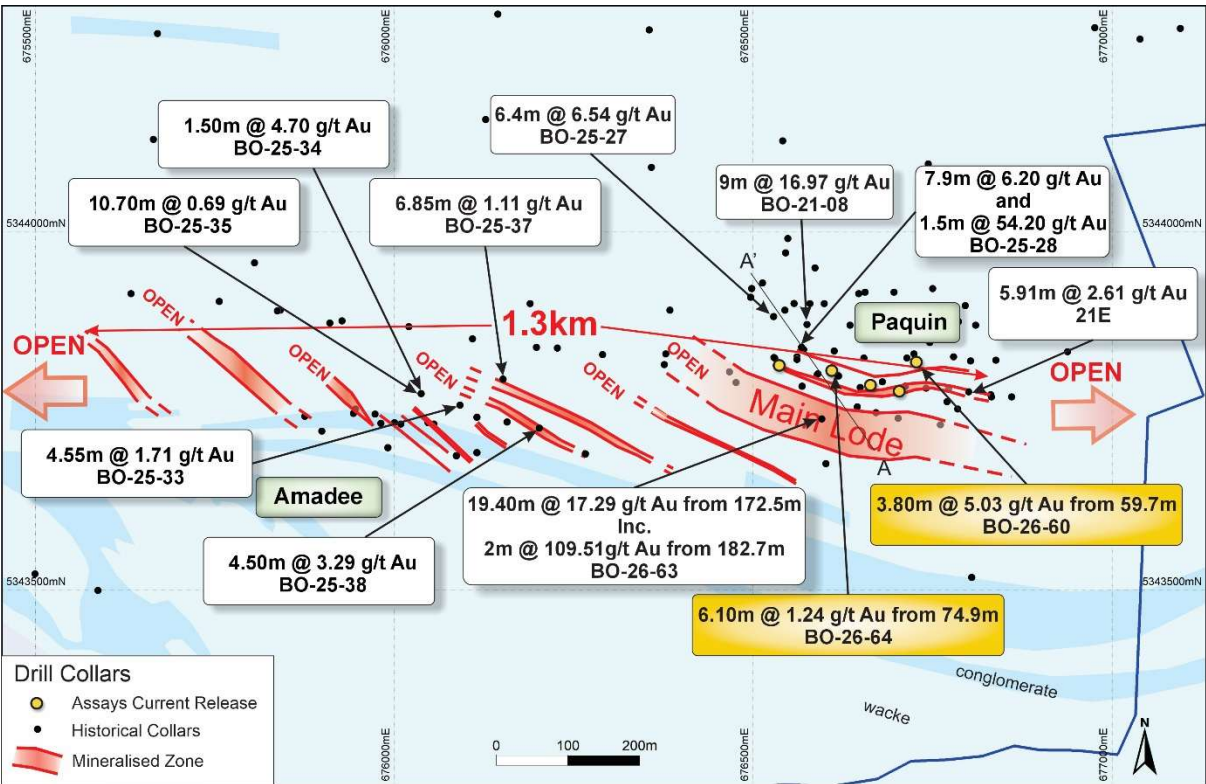 675500mE
676000mE
676500mE
677000mE
1.50m @ 4.70 g/t Au
BO-25-34
6.4m @ 6.54 g/t Au
BO-25-27
10.70m @ 0.69 g/t Au
BO-25-35
6.85m @ 1.11 g/t Au
BO-25-37
9m @ 16.97 g/t Au
BO-21-08
7.9m @ 6.20 g/t Au
and
1.5m @ 54.20 g/t Au
BO-25-28
5344000mN
A'
5.91m @ 2.61 g/t Au
21E
Paquin
OPEN
1.3km
OPEN
OPEN
OPEN
OPEN
OPEN
OPEN
OPEN
Main Lode
A
4.55m @ 1.71 g/t Au
BO-25-33
Amadee
19.40m @ 17.29 g/t Au from 172.5m
Inc.
2m @ 109.51g/t Au from 182.7m
BO-26-63
3.80m @ 5.03 g/t Au from 59.7m
BO-26-60
4.50m @ 3.29 g/t Au
BO-25-38
5343500mN
6.10m @ 1.24 g/t Au from 74.9m
BO-26-64
conglomerate
wacke
Drill Collars
Assays Current Release
Historical Collars
Mineralised Zone
0 100 200m
676000mE
676500mE
677000mE
N